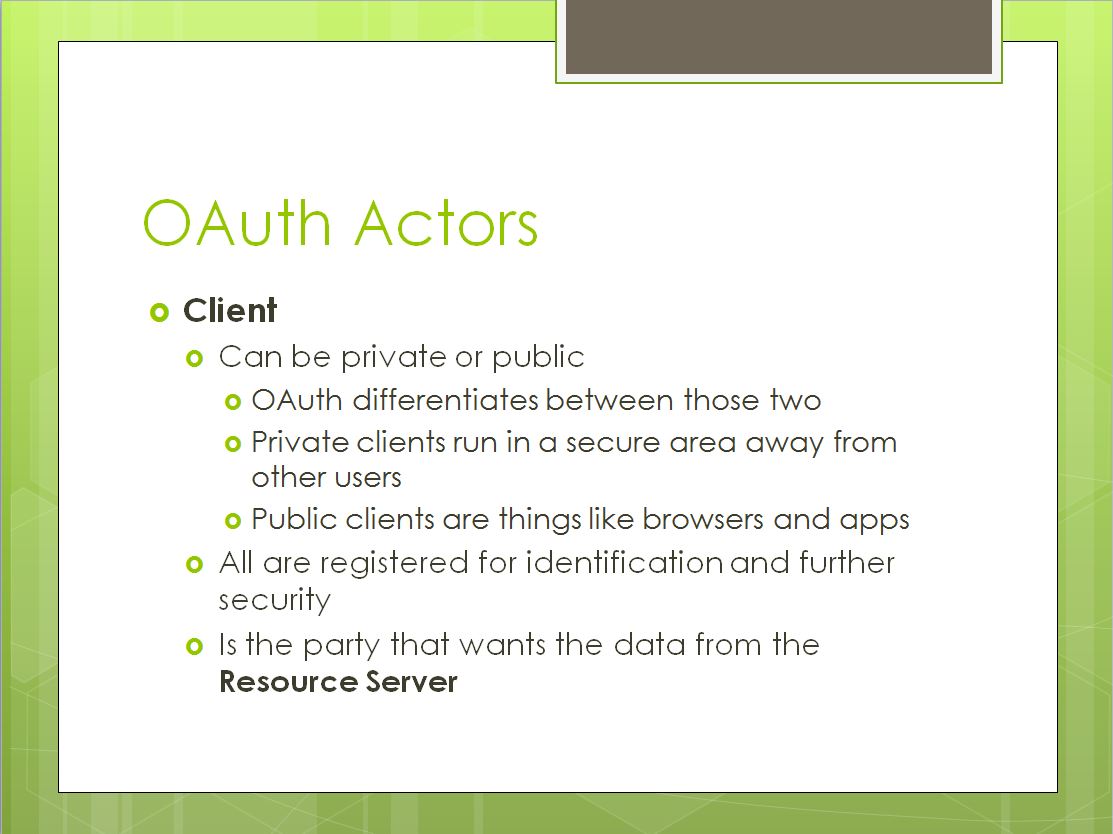 OAuth Actors
Client
Can be private or public
OAuth differentiates between those two
Private clients run in a secure area away from
other users
Public clients are things like browsers and apps
All are registered for identification and further
security
Is the party that wants the data from the
Resource Server